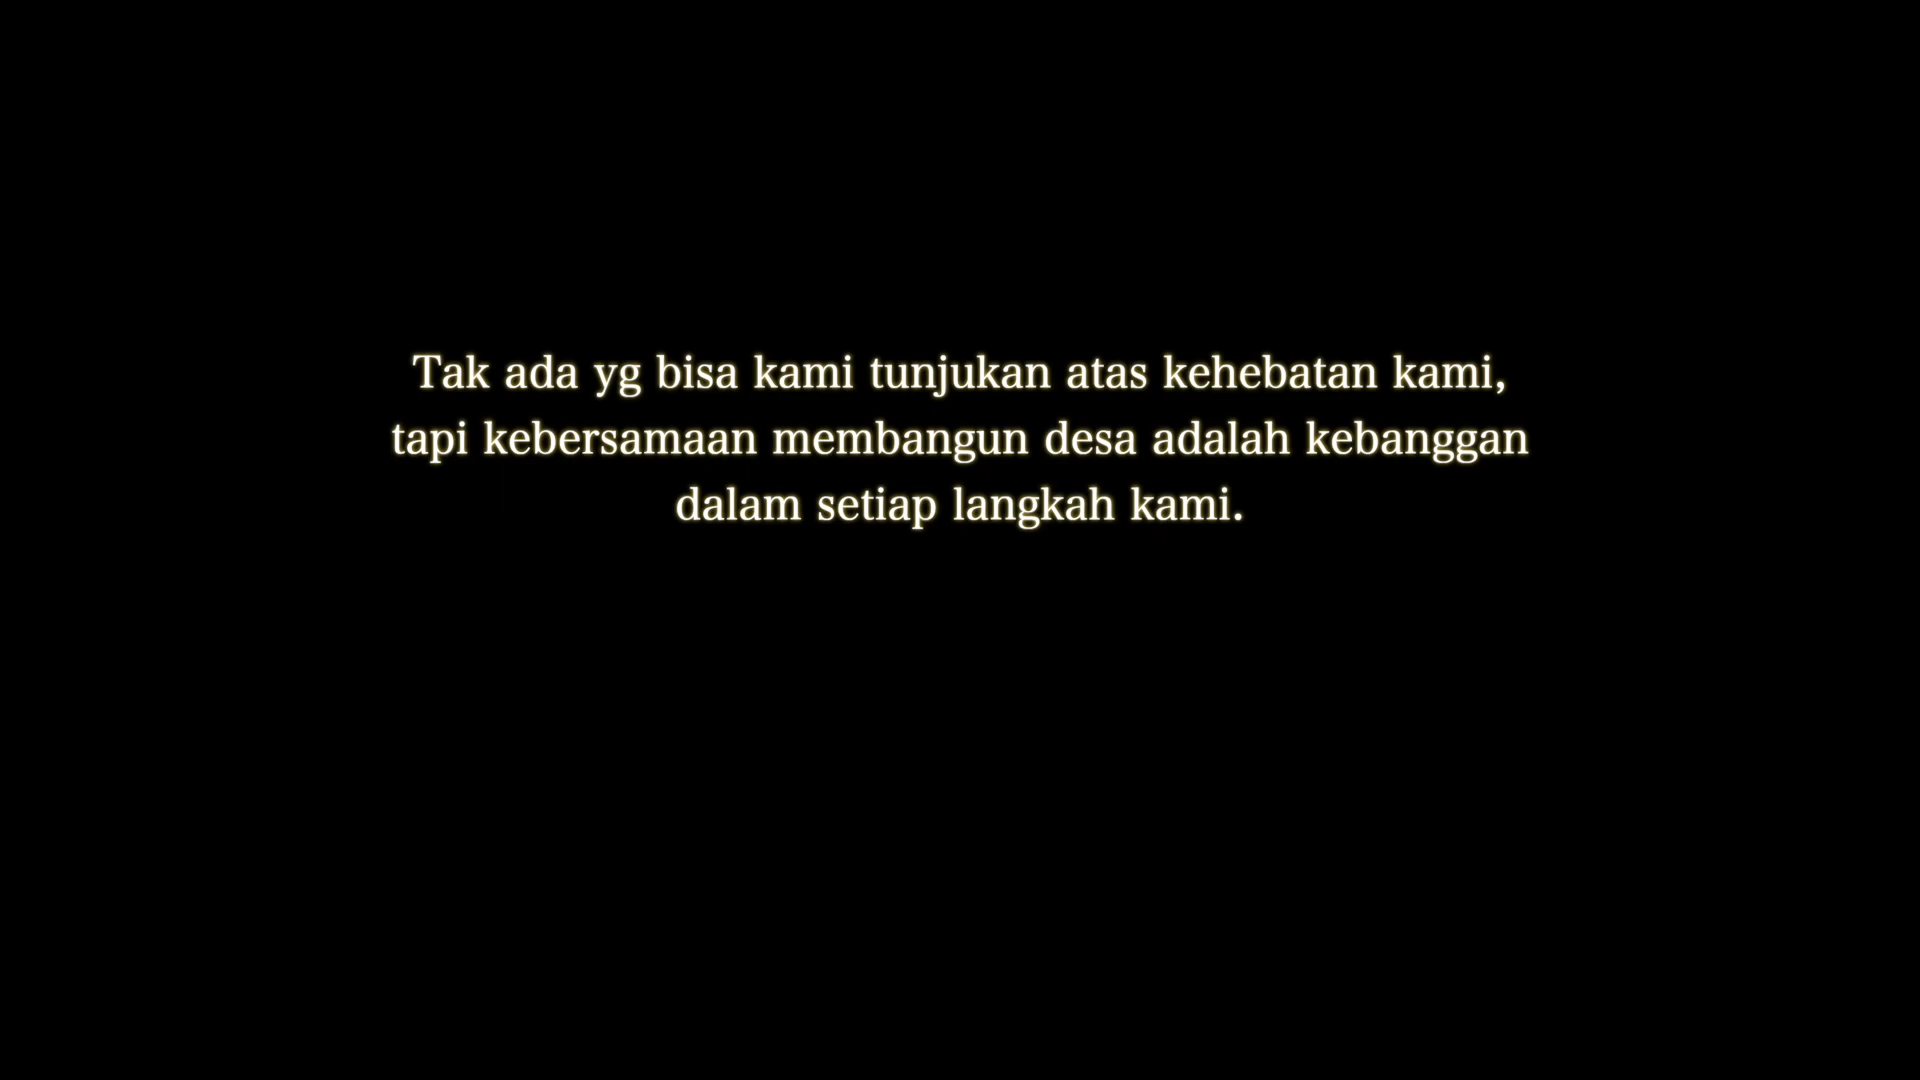 Tak ada yg bisa kami tunjukan atas kehebatan kami,
tapi kebersamaan membangun desa adalah kebanggan
dalam setiap langkah kami.